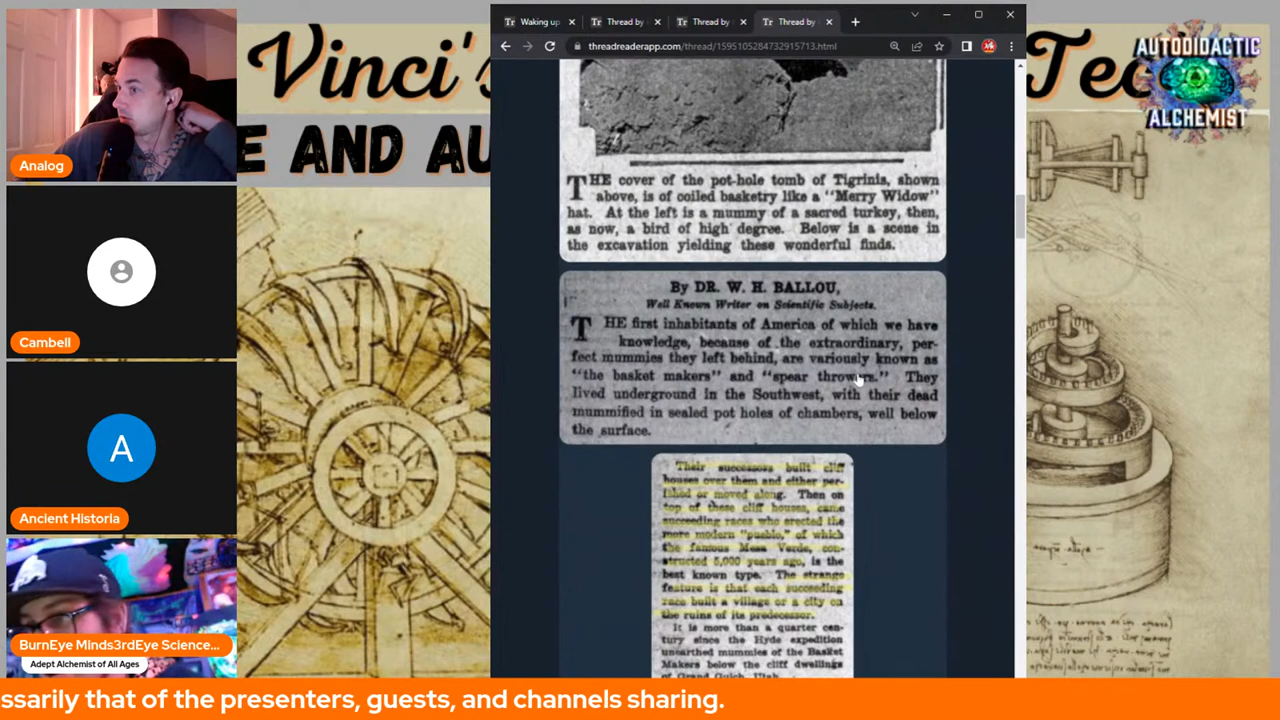 Waking up
Thread by
Thread by
Thread by
threadreaderapp.com/thread/1595105284732915713.html
Vinci's
Tec
E AND AU
AUTODIDACTIC
ALCHEMIST
Analog
Cambell
A
Ancient Historia
BurnEye Minds3rdEye Science...
Adept Alchemist of All Ages
THE cover of the pot-hole tomb of Tigrinis, shown
above, is of coiled basketry like a "Merry Widow"
hat. At the left is a mummy of a sacred turkey, then,
as now, a bird of high degree. Below is a scene in
the excavation yielding these wonderful finds.
By DR. W. H. BALLOU,
Well Known Writer on Scientific Subjects.
THE first inhabitants of America of which we have
knowledge, because of the extraordinary, per-
fect mummies they left behind, are variously known as
"the basket makers" and "spear throwers." They
lived underground in the Southwest, with their dead
mummified in sealed pot holes of chambers, well below
the surface.
Their successors built cliff
houses over them and either per-
ished or moved along. Then on
top of these cliff houses, came
succeeding races who erected the
more modern "pueblo," of which
the famous Mesa Verde, con-
structed 5,000 years ago, is the
best known type. The strange
feature is that each succeeding
race built a village or a city on
the ruins of its predecessor.
It is more than a quarter cen-
tury since the Hyde expedition
unearthed mummies of the Basket
Makers below the cliff dwellings
of Grand Gulch, Utah.
ssarily that of the presenters, guests, and channels sharing.